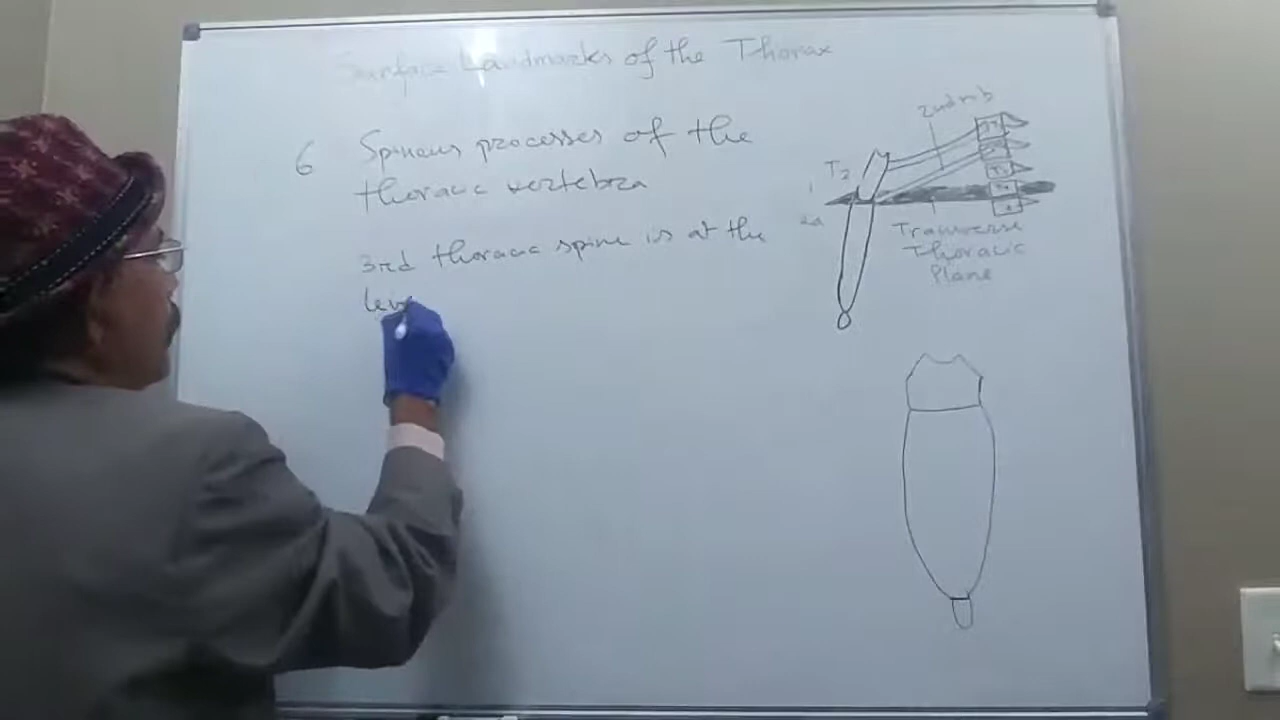 Surface Landmarks of the Thorax
6 Spinous processes of the
thoracic vertebra
3rd thoracic spine is at the
leve
2nd rib
T2
Transverse
Thoracic
Plane